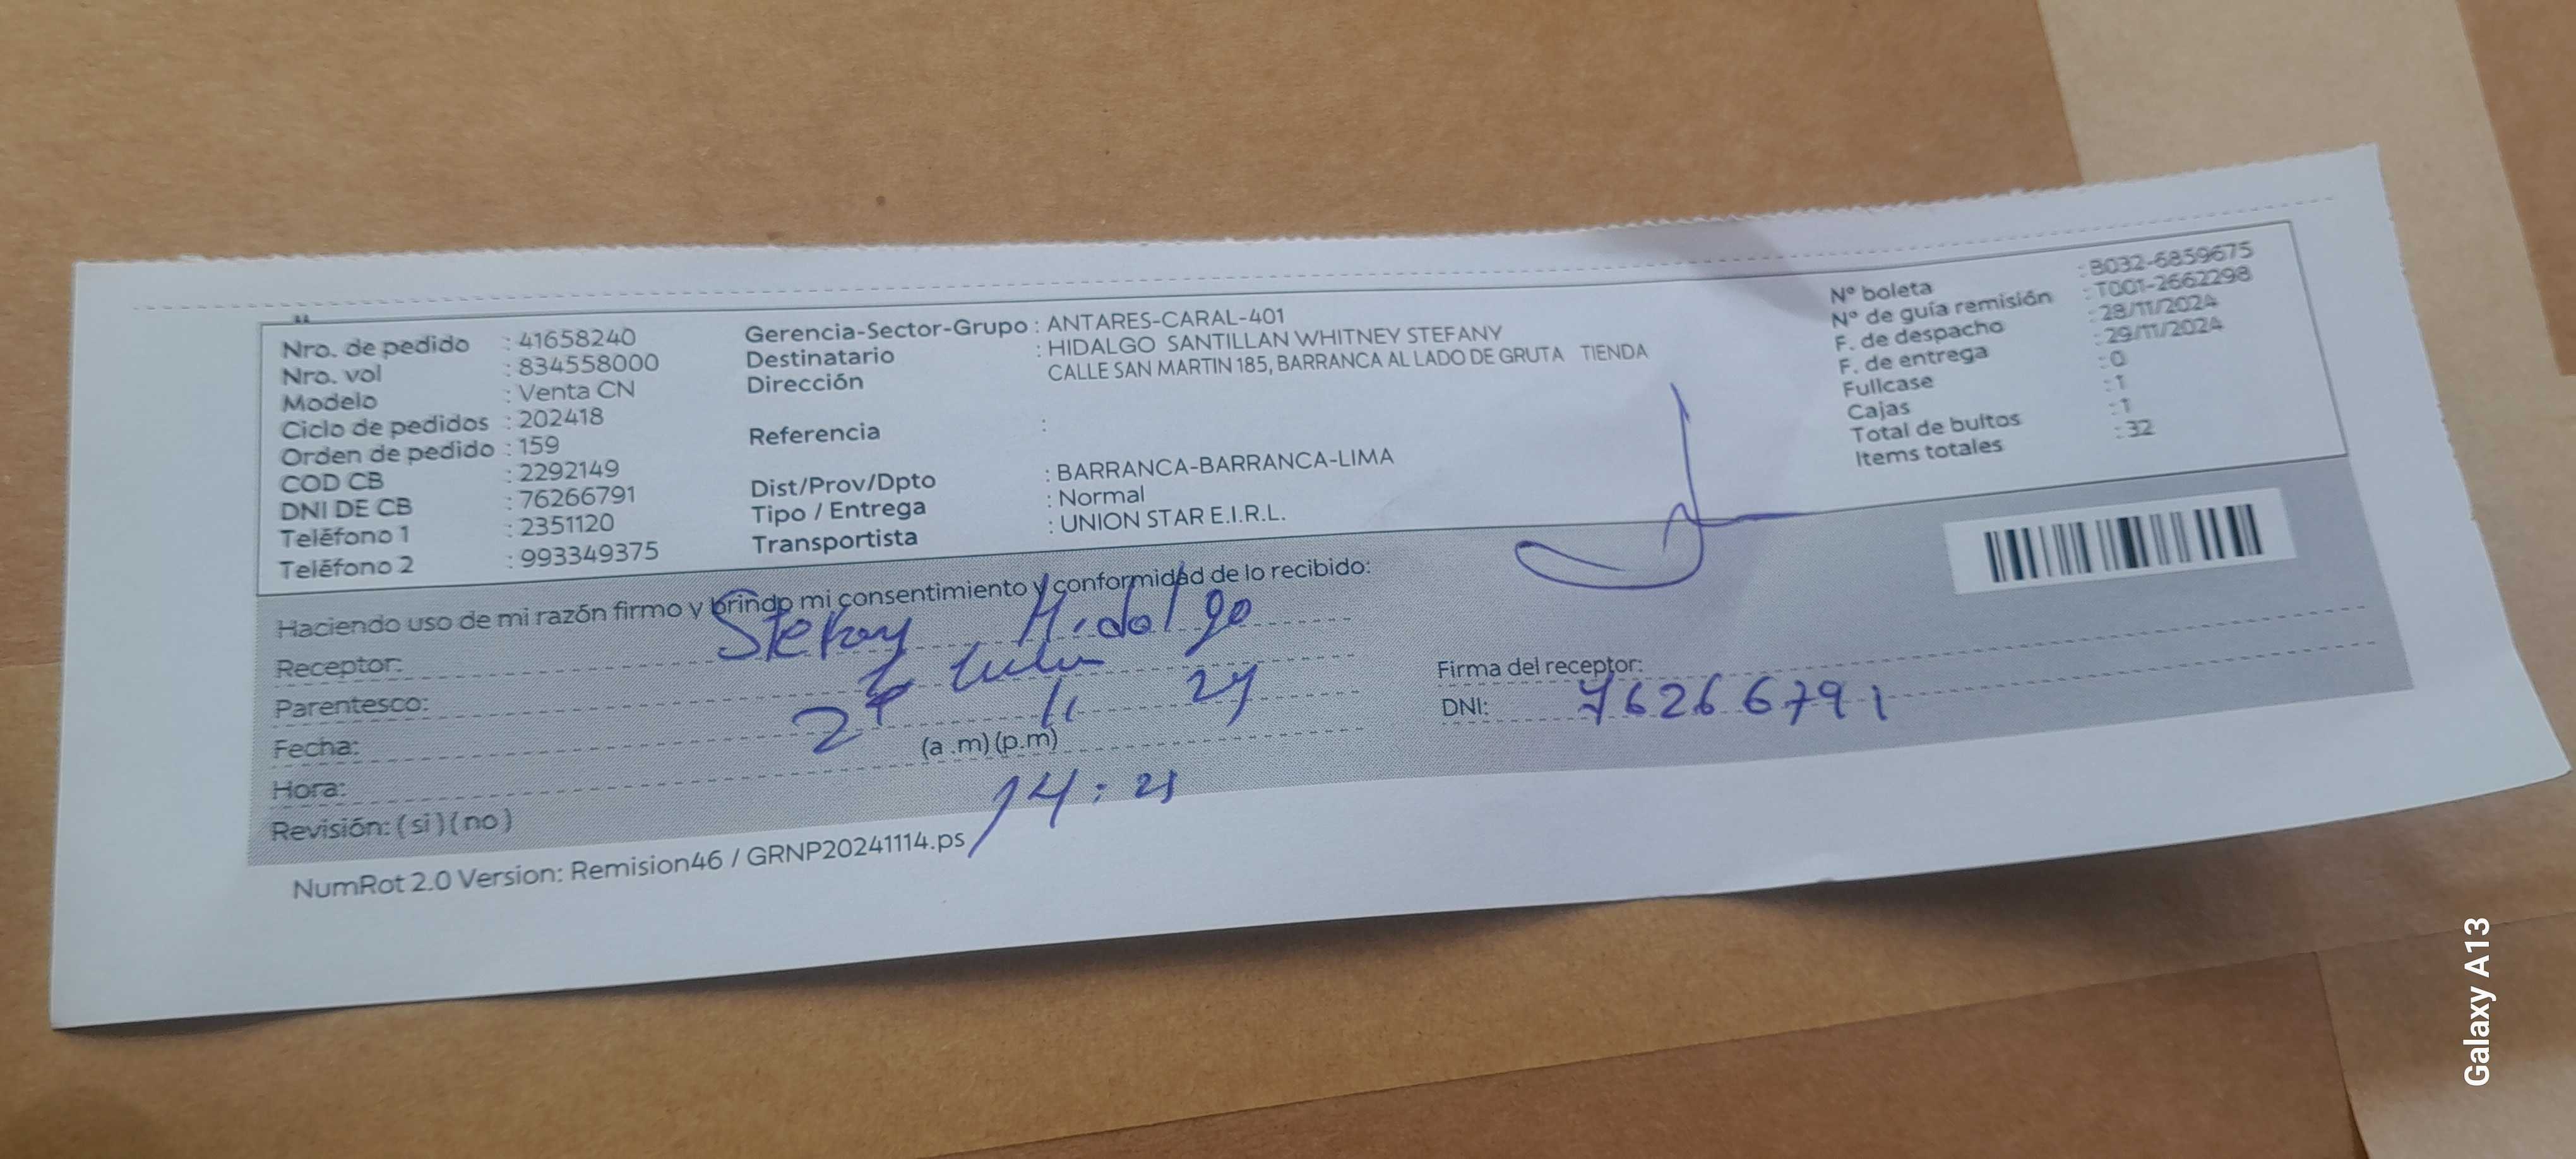 Nro. de pedido : 41658240
Nro. vol : 834558000
Modelo : Venta CN
Ciclo de pedidos : 202418
Orden de pedido : 159
COD CB : 2292149
DNI DE CB : 76266791
Teléfono 1 : 2351120
Teléfono 2 : 993349375
Gerencia-Sector-Grupo : ANTARES-CARAL-401
Destinatario : HIDALGO SANTILLAN WHITNEY STEFANY
Dirección CALLE SAN MARTIN 185, BARRANCA AL LADO DE GRUTA TIENDA
Referencia :
Dist/Prov/Dpto : BARRANCA-BARRANCA-LIMA
Tipo / Entrega : Normal
Transportista : UNION STAR E.I.R.L.
Nº boleta : B032-6859675
Nº de guía remisión : T001-2662298
F. de despacho : 28/11/2024
F. de entrega : 29/11/2024
Fullcase : 0
Cajas : 1
Total de bultos : 1
Items totales : 32
Haciendo uso de mi razón firmo y brindo mi consentimiento y conformidad de lo recibido:
Receptor: Stefany Hidalgo
Parentesco:
Fecha: 11 24
Hora: (a .m) (p.m)
14:
Revisión: (si) (no)
Firma del receptor:
DNI: 76266791
NumRot 2.0 Version: Remision46 / GRNP20241114.ps
Galaxy A13